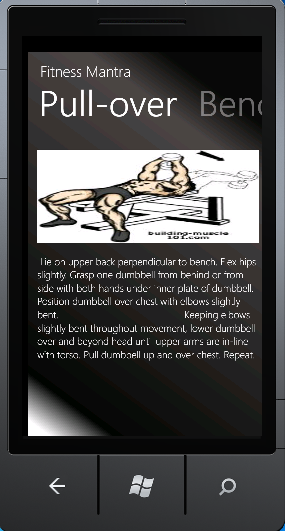 Fitness Mantra
Pull-over Benc
building-muscle
101.com
Lie on upper back perpendicular to bench. Flex hips
slightly. Grasp one dumbbell from behind or from
side with both hands under inner plate of dumbbell.
Position dumbbell over chest with elbows slightly
bent. Keeping elbows
slightly bent throughout movement, lower dumbbell
over and beyond head until upper arms are in-line
with torso. Pull dumbbell up and over chest. Repeat.